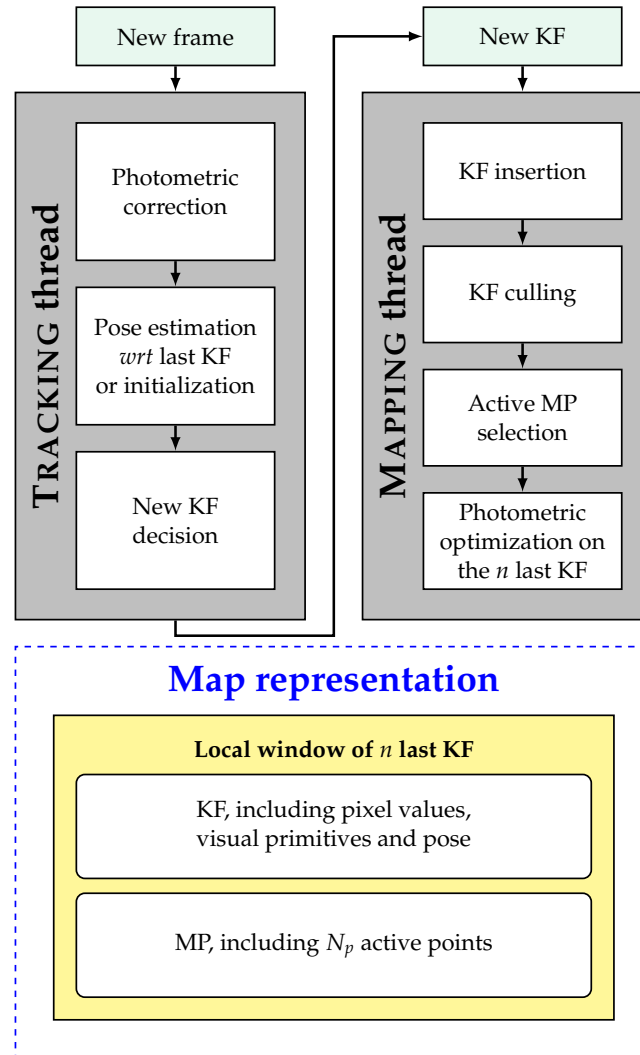 New frame
TRACKING thread
Photometric
correction
Pose estimation
wrt last KF
or initialization
New KF
decision
New KF
MAPPING thread
KF insertion
KF culling
Active MP
selection
Photometric
optimization on
the n last KF
Map representation
Local window of n last KF
KF, including pixel values,
visual primitives and pose
MP, including Nₚ active points